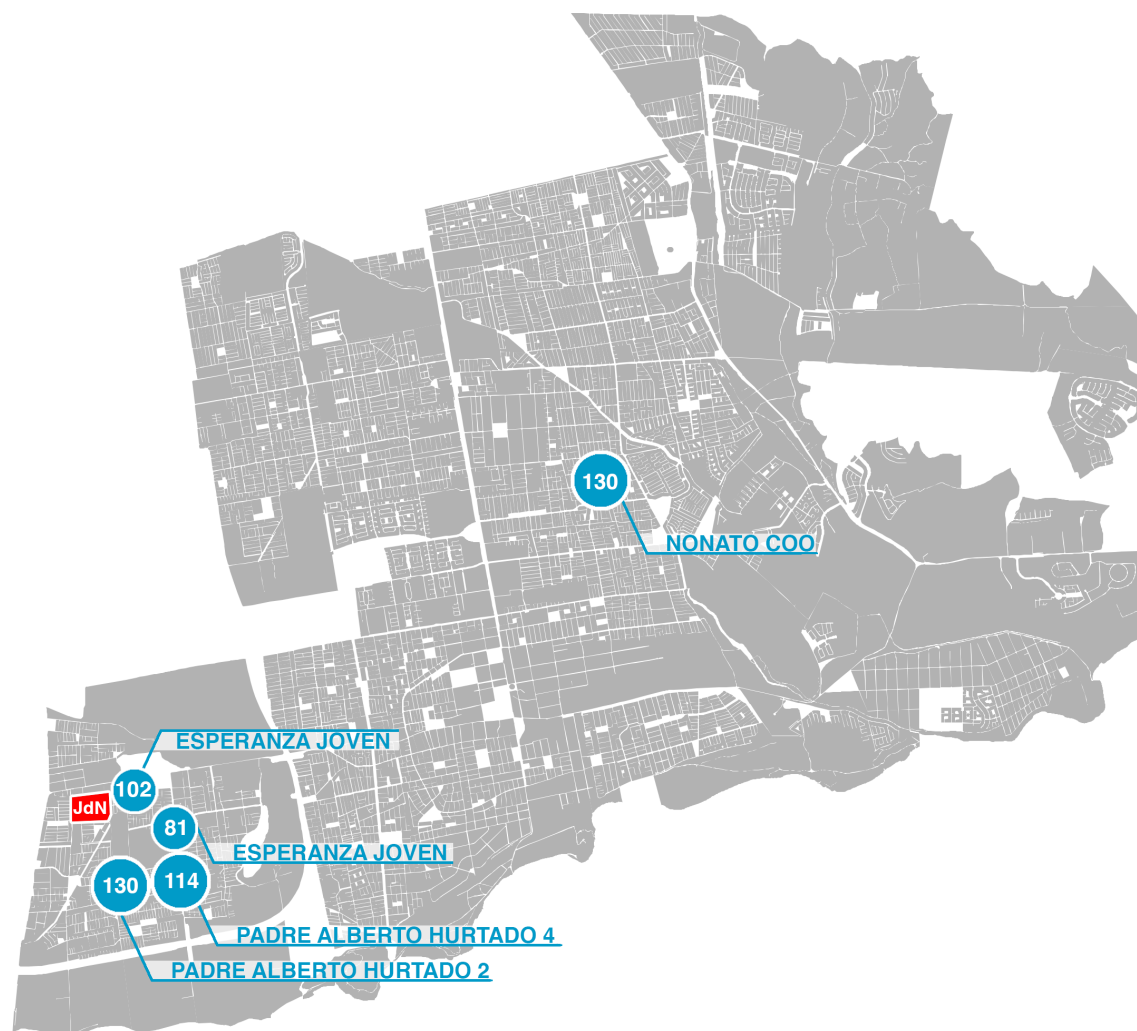 130
NONATO COO
ESPERANZA JOVEN
102
JdN
81
ESPERANZA JOVEN
130
114
PADRE ALBERTO HURTADO 4
PADRE ALBERTO HURTADO 2